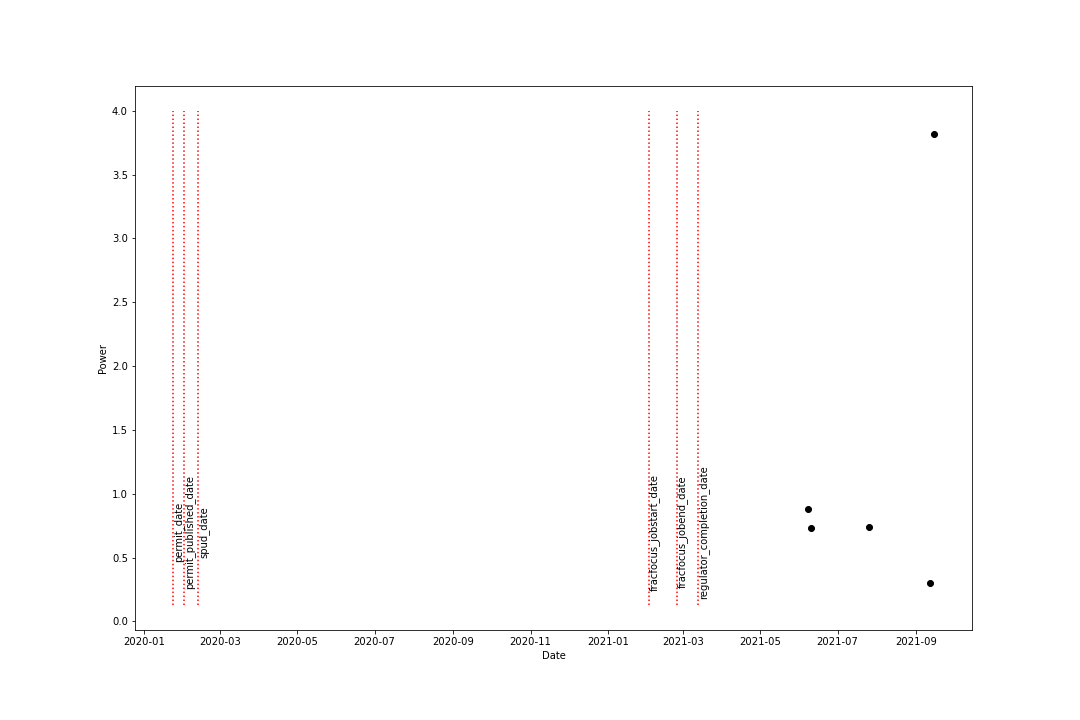 4.0
3.5
3.0
2.5
2.0
1.5
1.0
0.5
0.0
Power
permit_date
permit_published_date
spud_date
fracfocus_jobstart_date
fracfocus_jobend_date
regulator_completion_date
2020-01 2020-03 2020-05 2020-07 2020-09 2020-11 2021-01 2021-03 2021-05 2021-07 2021-09
Date